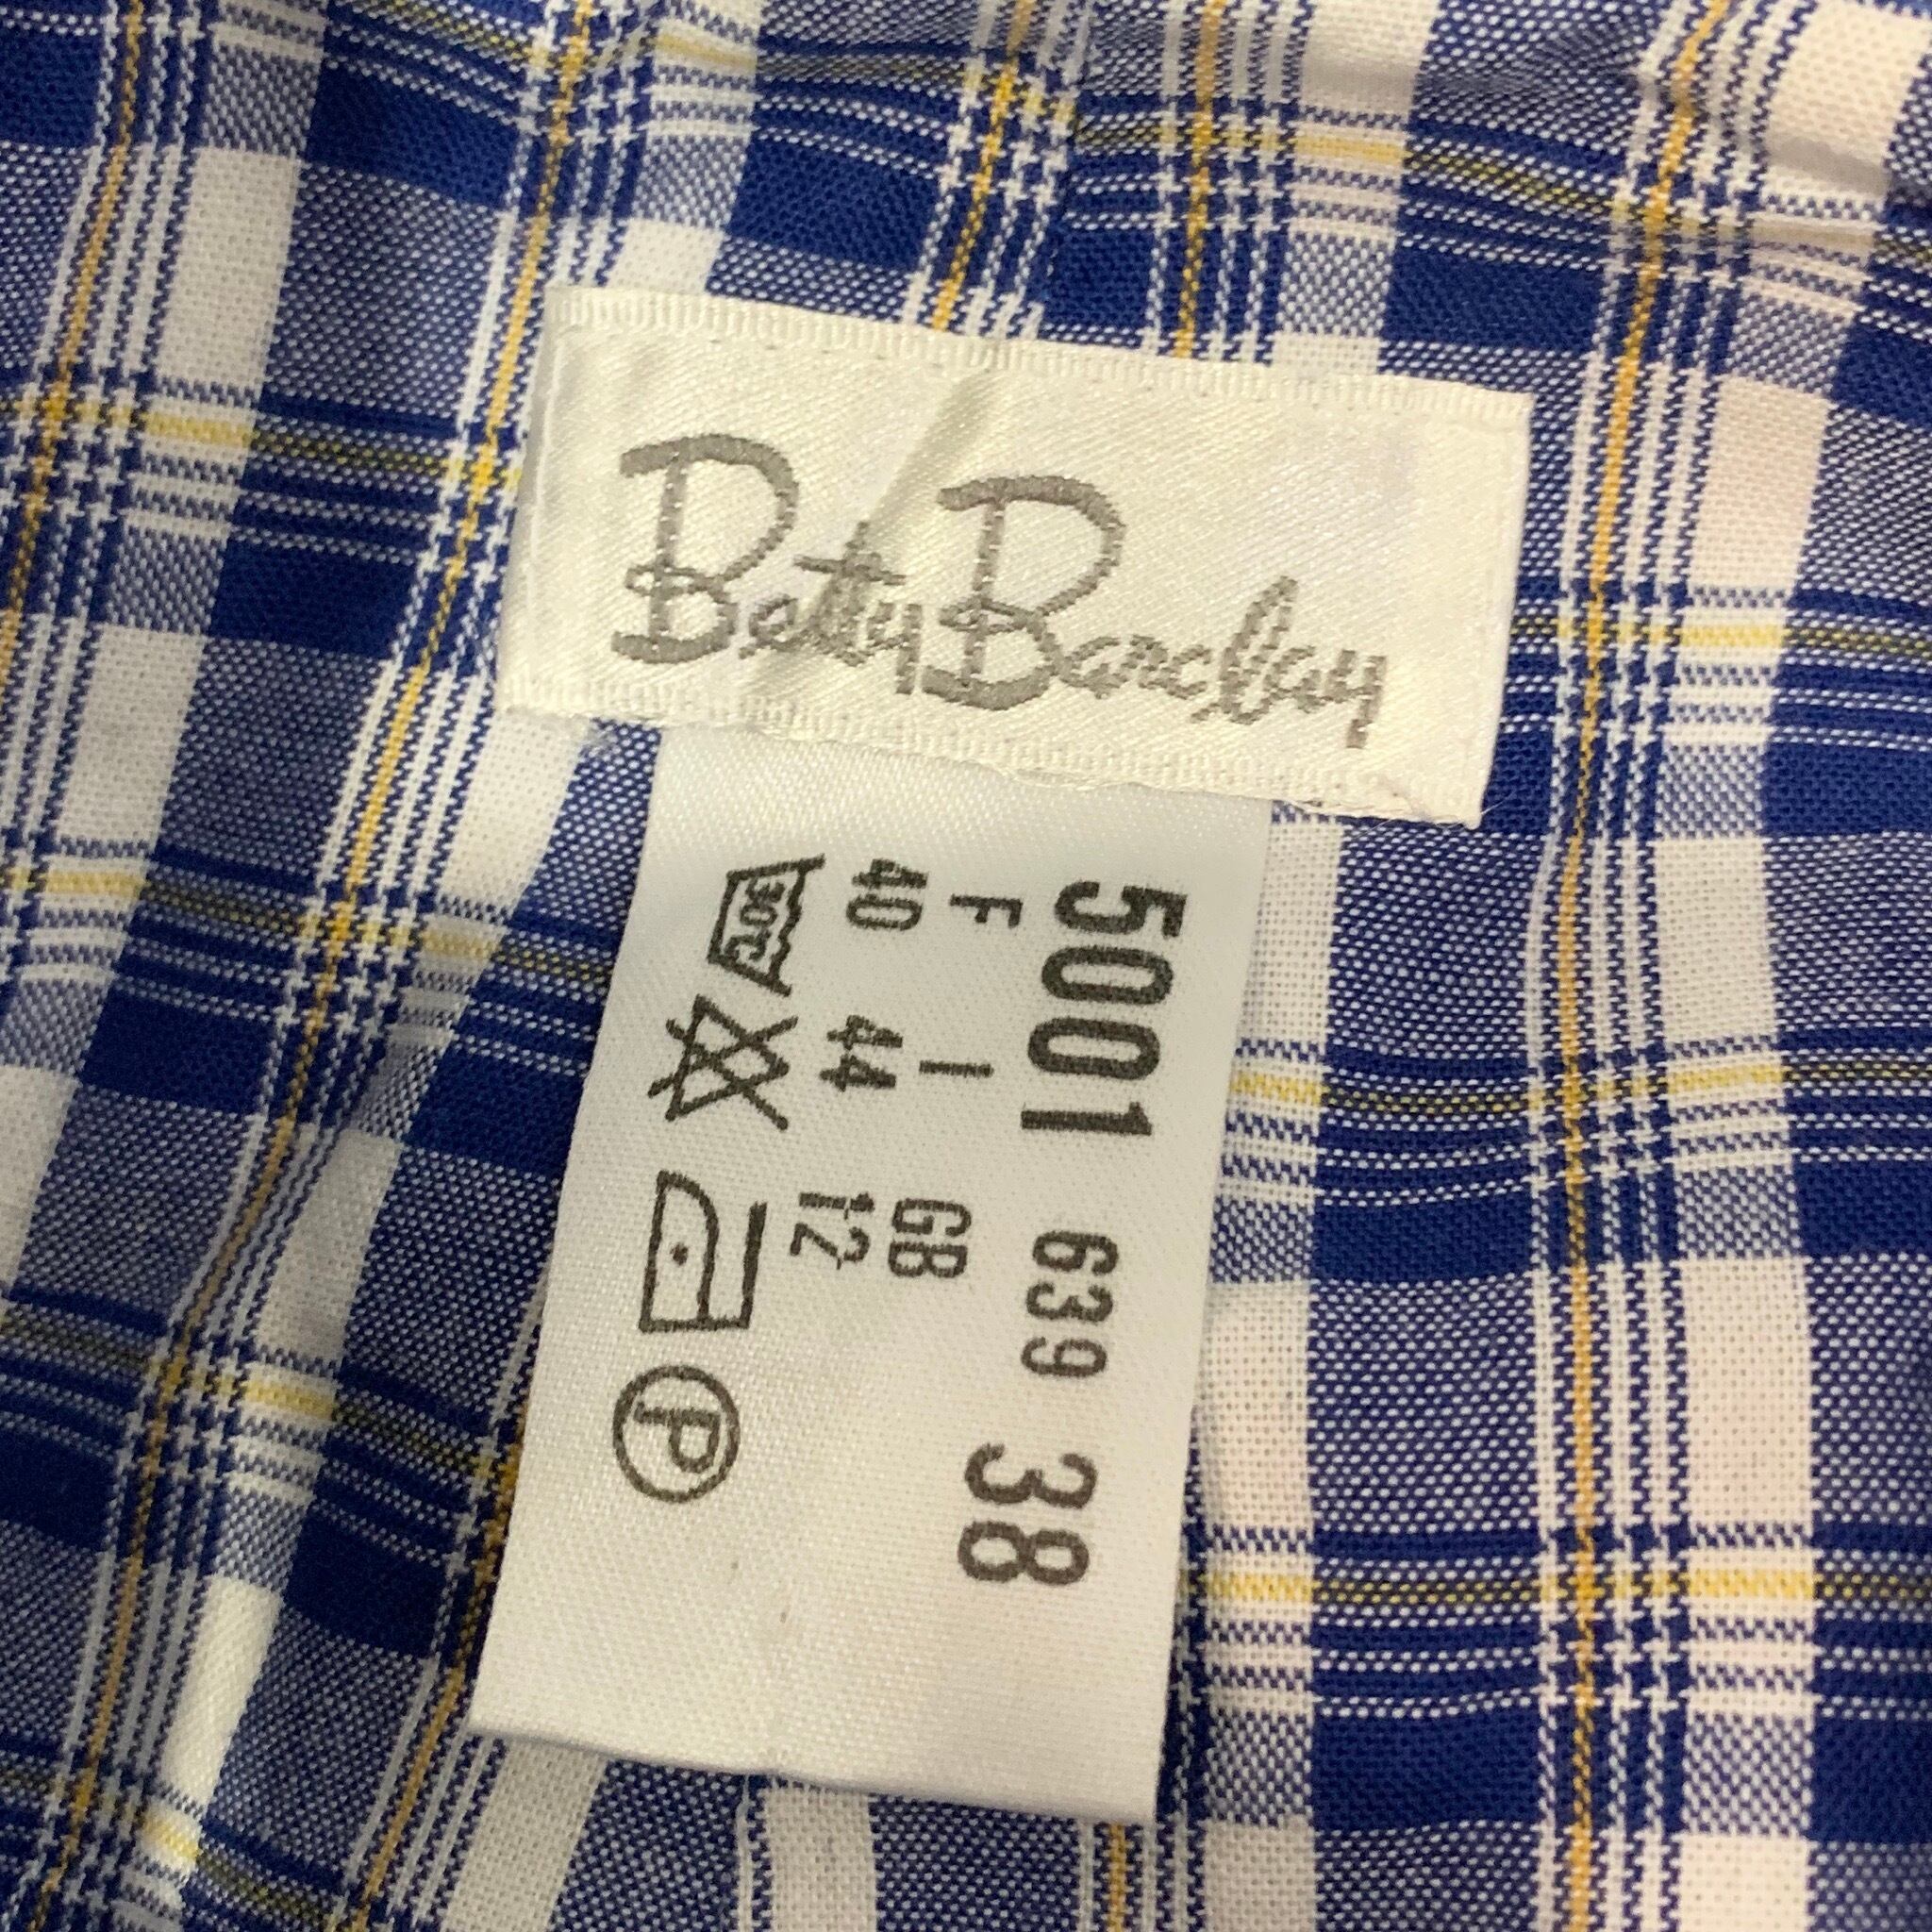 Betty Barclay
5001 639 38
F I GB
40 44 12
30°C
P